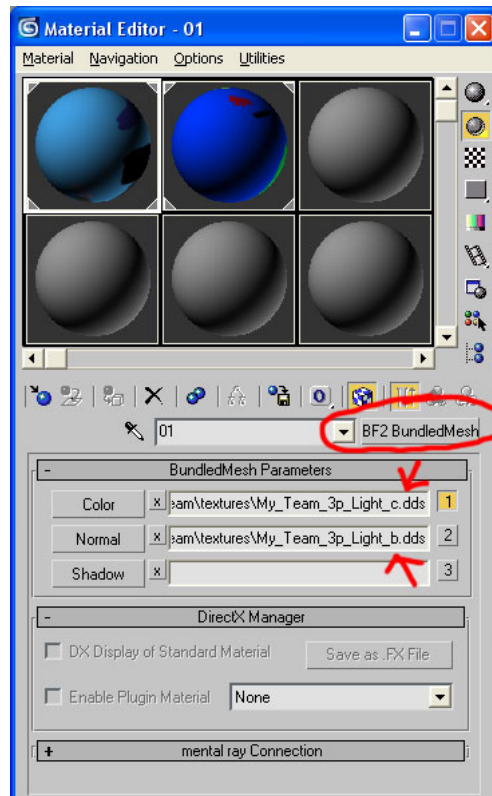 Material Editor - 01
Material Navigation Options Utilities
01
BF2 BundledMesh
- BundledMesh Parameters
Color x eam\textures\My_Team_3p_Light_c.dds 1
Normal x eam\textures\My_Team_3p_Light_b.dds 2
Shadow x 3
- DirectX Manager
DX Display of Standard Material Save as .FX File
Enable Plugin Material None
+ mental ray Connection